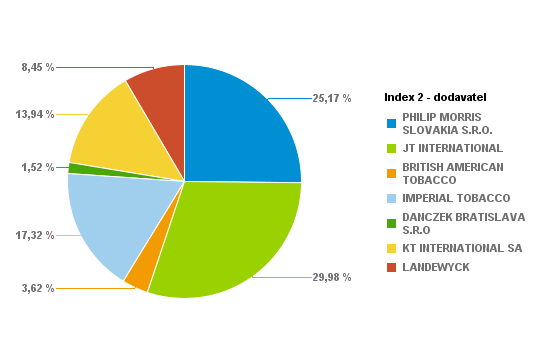 8,45 %
25,17 %
13,94 %
1,52 %
17,32 %
3,62 %
29,98 %
Index 2 - dodavatel
PHILIP MORRIS
SLOVAKIA S.R.O.
JT INTERNATIONAL
BRITISH AMERICAN
TOBACCO
IMPERIAL TOBACCO
DANCZEK BRATISLAVA
S.R.O
KT INTERNATIONAL SA
LANDEWYCK